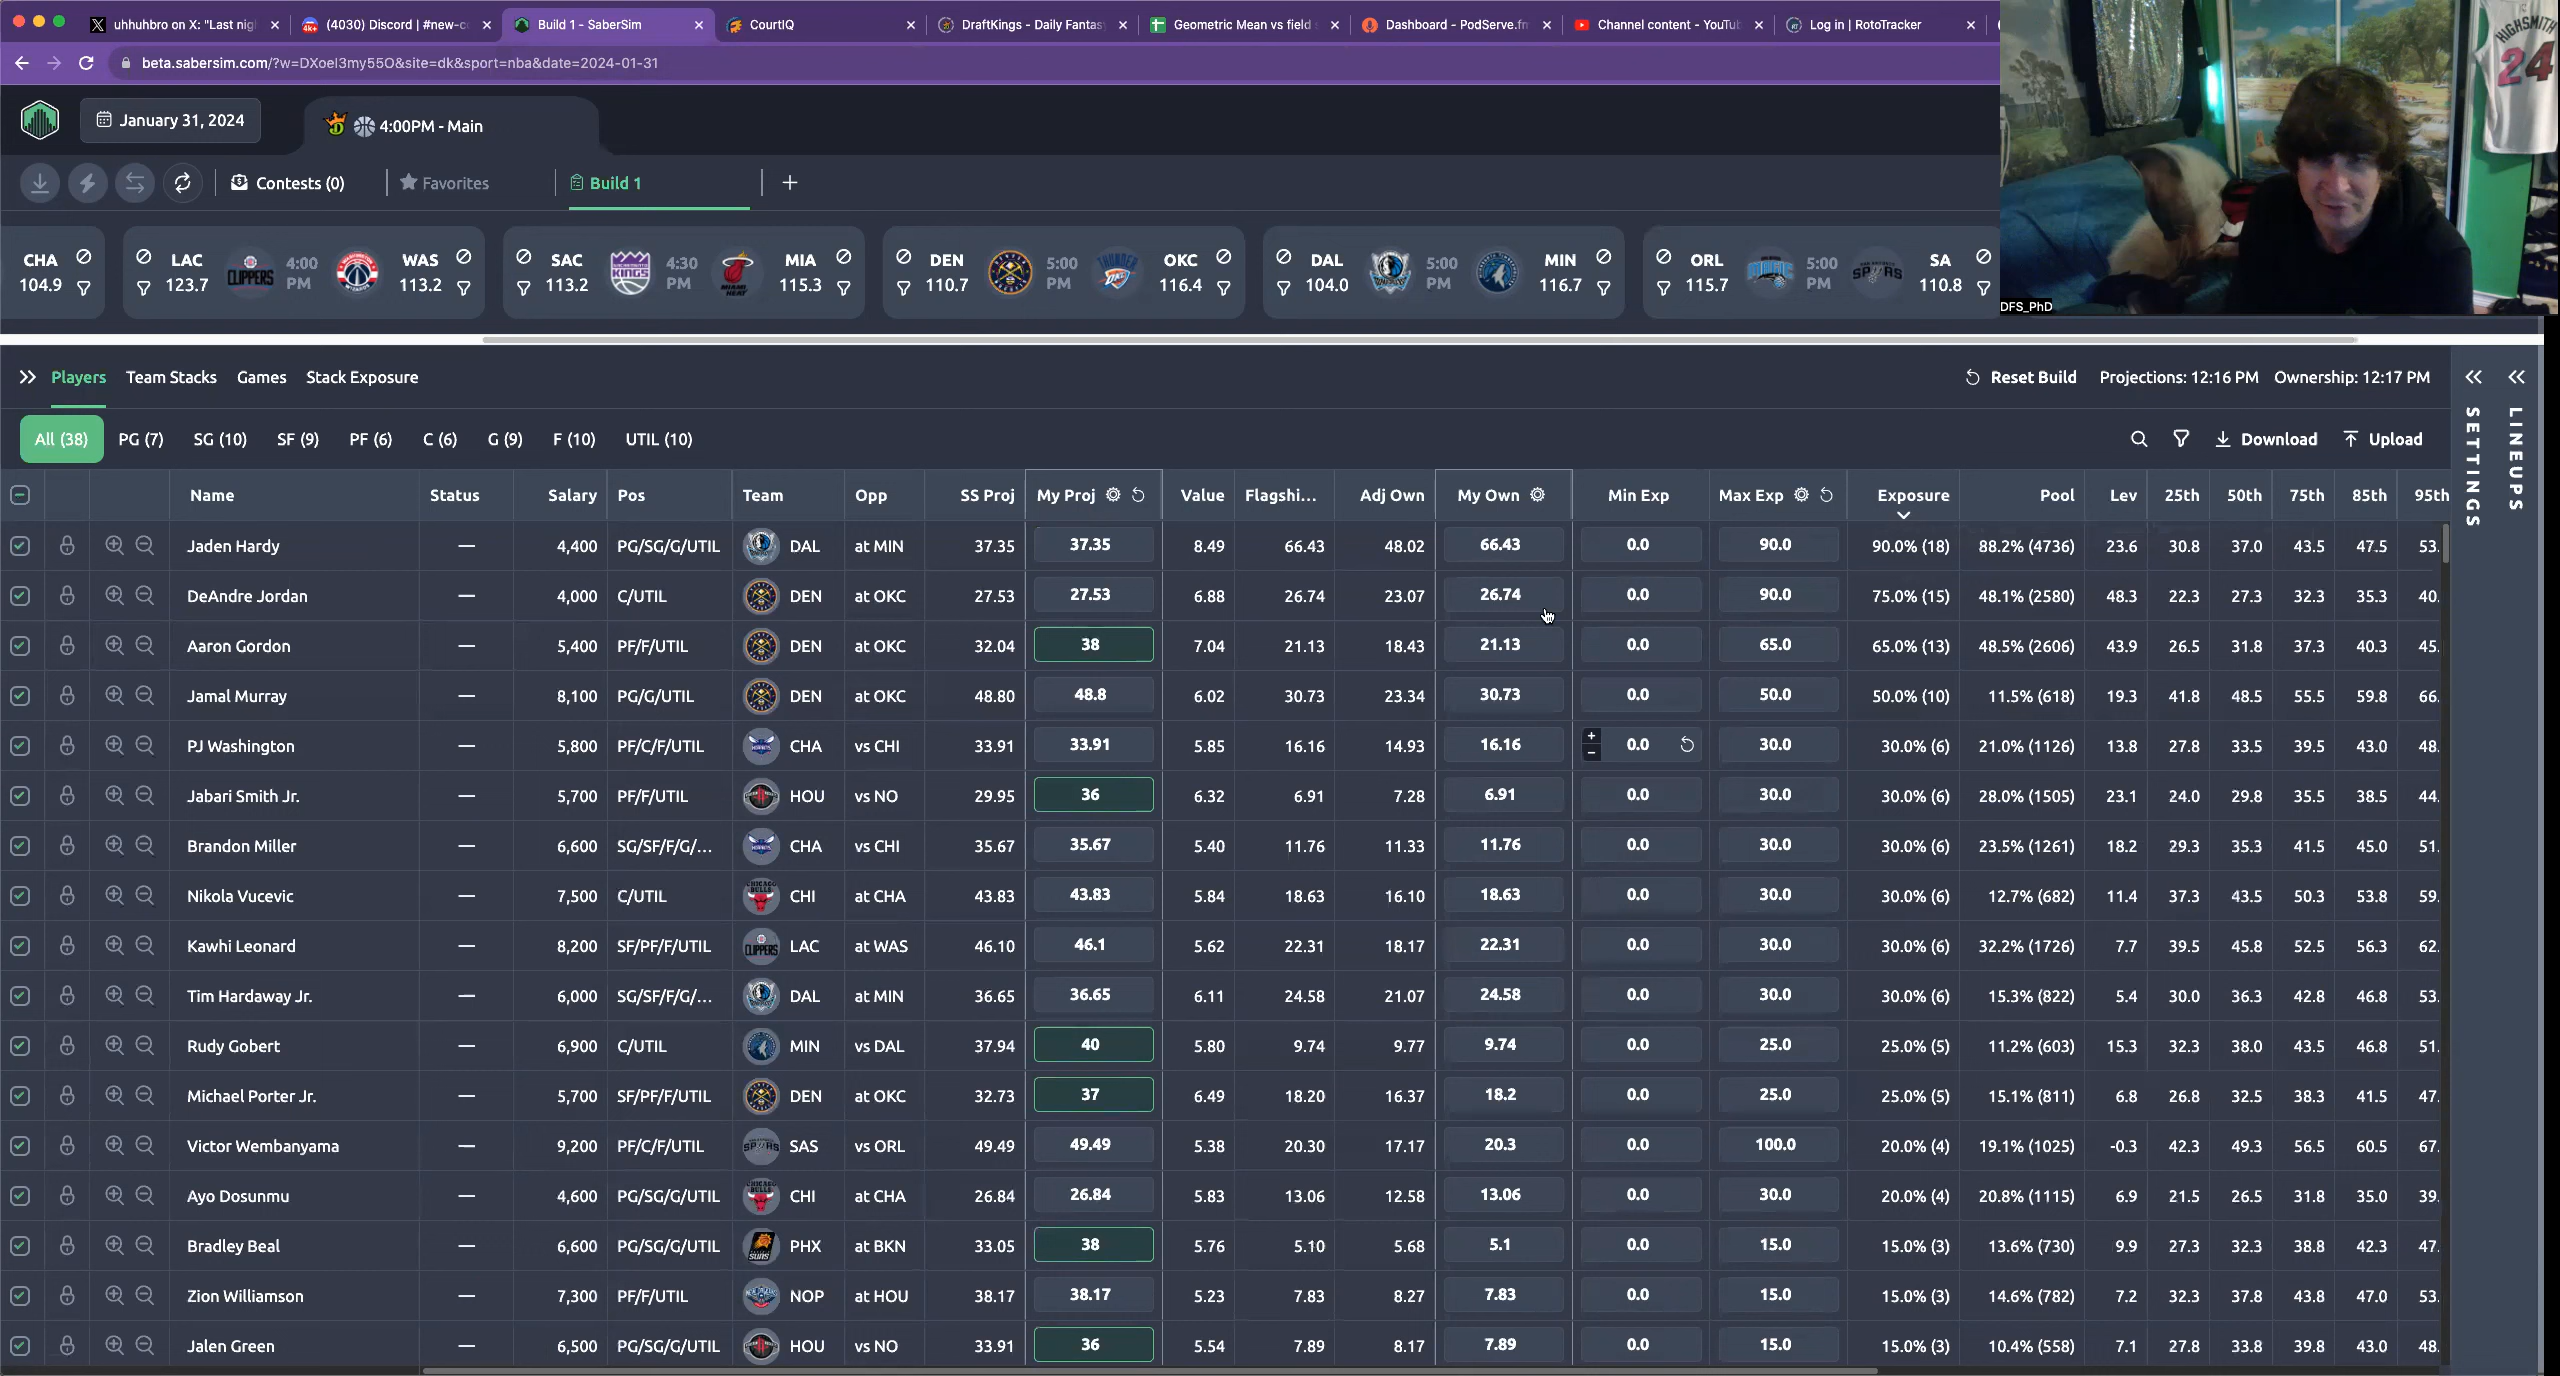 uhhuhbro on X: "Last nig
(4030) Discord | #new-c
Build 1 - SaberSim
CourtIQ
DraftKings - Daily Fantas
Geometric Mean vs field
Dashboard - PodServe.fm
Channel content - YouTu
Log in | RotoTracker
beta.sabersim.com/?w=DXoel3my55O&site=dk&sport=nba&date=2024-01-31
January 31, 2024
4:00PM - Main
Contests (0)
Favorites
Build 1
CHA 104.9
LAC 123.7 4:00 PM WAS 113.2
SAC 113.2 4:30 PM MIA 115.3
DEN 110.7 5:00 PM OKC 116.4
DAL 104.0 5:00 PM MIN 116.7
ORL 115.7 5:00 PM SA 110.8
HIGHSMITH
24
DFS_PhD
Players Team Stacks Games Stack Exposure
Reset Build Projections: 12:16 PM Ownership: 12:17 PM
All (38) PG (7) SG (10) SF (9) PF (6) C (6) G (9) F (10) UTIL (10)
Download Upload
SETTINGS
LINEUPS
Name Status Salary Pos Team Opp SS Proj My Proj Value Flagshi... Adj Own My Own Min Exp Max Exp Exposure Pool Lev 25th 50th 75th 85th 95th
Jaden Hardy — 4,400 PG/SG/G/UTIL DAL at MIN 37.35 37.35 8.49 66.43 48.02 66.43 0.0 90.0 90.0% (18) 88.2% (4736) 23.6 30.8 37.0 43.5 47.5 53.
DeAndre Jordan — 4,000 C/UTIL DEN at OKC 27.53 27.53 6.88 26.74 23.07 26.74 0.0 90.0 75.0% (15) 48.1% (2580) 48.3 22.3 27.3 32.3 35.3 40.
Aaron Gordon — 5,400 PF/F/UTIL DEN at OKC 32.04 38 7.04 21.13 18.43 21.13 0.0 65.0 65.0% (13) 48.5% (2606) 43.9 26.5 31.8 37.3 40.3 45.
Jamal Murray — 8,100 PG/G/UTIL DEN at OKC 48.80 48.8 6.02 30.73 23.34 30.73 0.0 50.0 50.0% (10) 11.5% (618) 19.3 41.8 48.5 55.5 59.8 66.
PJ Washington — 5,800 PF/C/F/UTIL CHA vs CHI 33.91 33.91 5.85 16.16 14.93 16.16 0.0 30.0 30.0% (6) 21.0% (1126) 13.8 27.8 33.5 39.5 43.0 48.
Jabari Smith Jr. — 5,700 PF/F/UTIL HOU vs NO 29.95 36 6.32 6.91 7.28 6.91 0.0 30.0 30.0% (6) 28.0% (1505) 23.1 24.0 29.8 35.5 38.5 44.
Brandon Miller — 6,600 SG/SF/F/G/... CHA vs CHI 35.67 35.67 5.40 11.76 11.33 11.76 0.0 30.0 30.0% (6) 23.5% (1261) 18.2 29.3 35.3 41.5 45.0 51.
Nikola Vucevic — 7,500 C/UTIL CHI at CHA 43.83 43.83 5.84 18.63 16.10 18.63 0.0 30.0 30.0% (6) 12.7% (682) 11.4 37.3 43.5 50.3 53.8 59.
Kawhi Leonard — 8,200 SF/PF/F/UTIL LAC at WAS 46.10 46.1 5.62 22.31 18.17 22.31 0.0 30.0 30.0% (6) 32.2% (1726) 7.7 39.5 45.8 52.5 56.3 62.
Tim Hardaway Jr. — 6,000 SG/SF/F/G/... DAL at MIN 36.65 36.65 6.11 24.58 21.07 24.58 0.0 30.0 30.0% (6) 15.3% (822) 5.4 30.0 36.3 42.8 46.8 53.
Rudy Gobert — 6,900 C/UTIL MIN vs DAL 37.94 40 5.80 9.74 9.77 9.74 0.0 25.0 25.0% (5) 11.2% (603) 15.3 32.3 38.0 43.5 46.8 51.
Michael Porter Jr. — 5,700 SF/PF/F/UTIL DEN at OKC 32.73 37 6.49 18.20 16.37 18.2 0.0 25.0 25.0% (5) 15.1% (811) 6.8 26.8 32.5 38.3 41.5 47.
Victor Wembanyama — 9,200 PF/C/F/UTIL SAS vs ORL 49.49 49.49 5.38 20.30 17.17 20.3 0.0 100.0 20.0% (4) 19.1% (1025) -0.3 42.3 49.3 56.5 60.5 67.
Ayo Dosunmu — 4,600 PG/SG/G/UTIL CHI at CHA 26.84 26.84 5.83 13.06 12.58 13.06 0.0 30.0 20.0% (4) 20.8% (1115) 6.9 21.5 26.5 31.8 35.0 39.
Bradley Beal — 6,600 PG/SG/G/UTIL PHX at BKN 33.05 38 5.76 5.10 5.68 5.1 0.0 15.0 15.0% (3) 13.6% (730) 9.9 27.3 32.3 38.8 42.3 47.
Zion Williamson — 7,300 PF/F/UTIL NOP at HOU 38.17 38.17 5.23 7.83 8.27 7.83 0.0 15.0 15.0% (3) 14.6% (782) 7.2 32.3 37.8 43.8 47.0 53.
Jalen Green — 6,500 PG/SG/G/UTIL HOU vs NO 33.91 36 5.54 7.89 8.17 7.89 0.0 15.0 15.0% (3) 10.4% (558) 7.1 27.8 33.8 39.8 43.0 48.